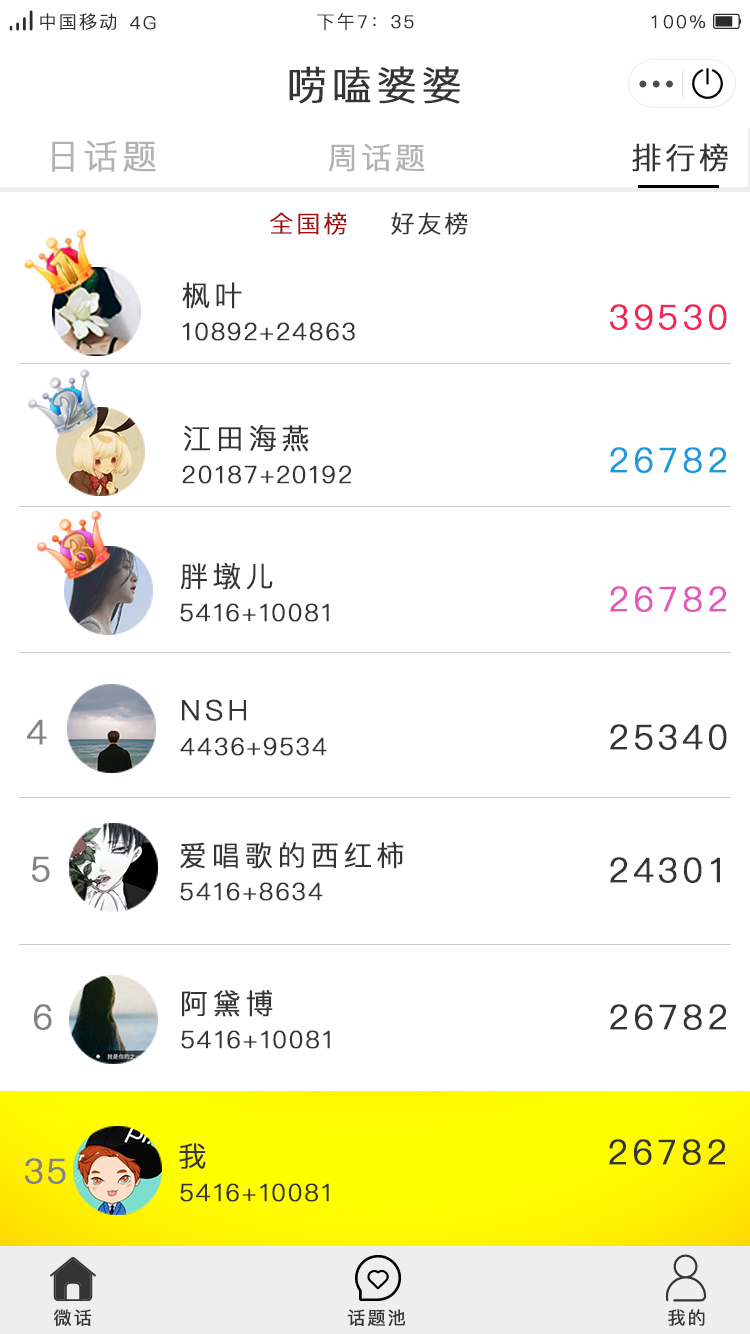 中国移动 4G 下午7：35 100%
唠嗑婆婆
日话题 周话题 排行榜
全国榜 好友榜
1
枫叶
10892+24863
39530
2
江田海燕
20187+20192
26782
3
胖墩儿
5416+10081
26782
4
NSH
4436+9534
25340
5
爱唱歌的西红柿
5416+8634
24301
6
阿黛博
5416+10081
26782
35
我
5416+10081
26782
微话 话题池 我的